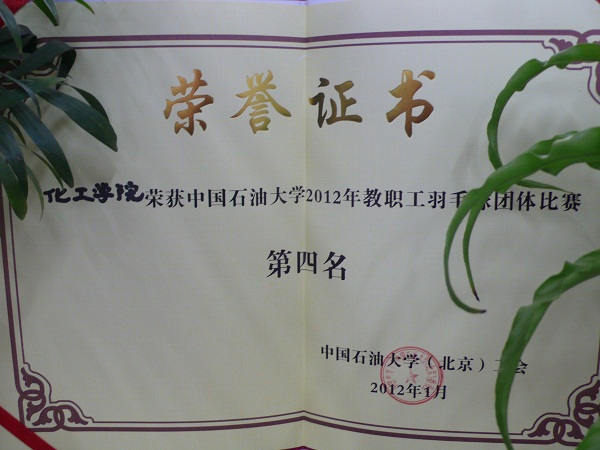 荣誉证书
化工学院荣获中国石油大学2012年教职工羽毛球团体比赛
第四名
中国石油大学（北京）工会
2012年1月